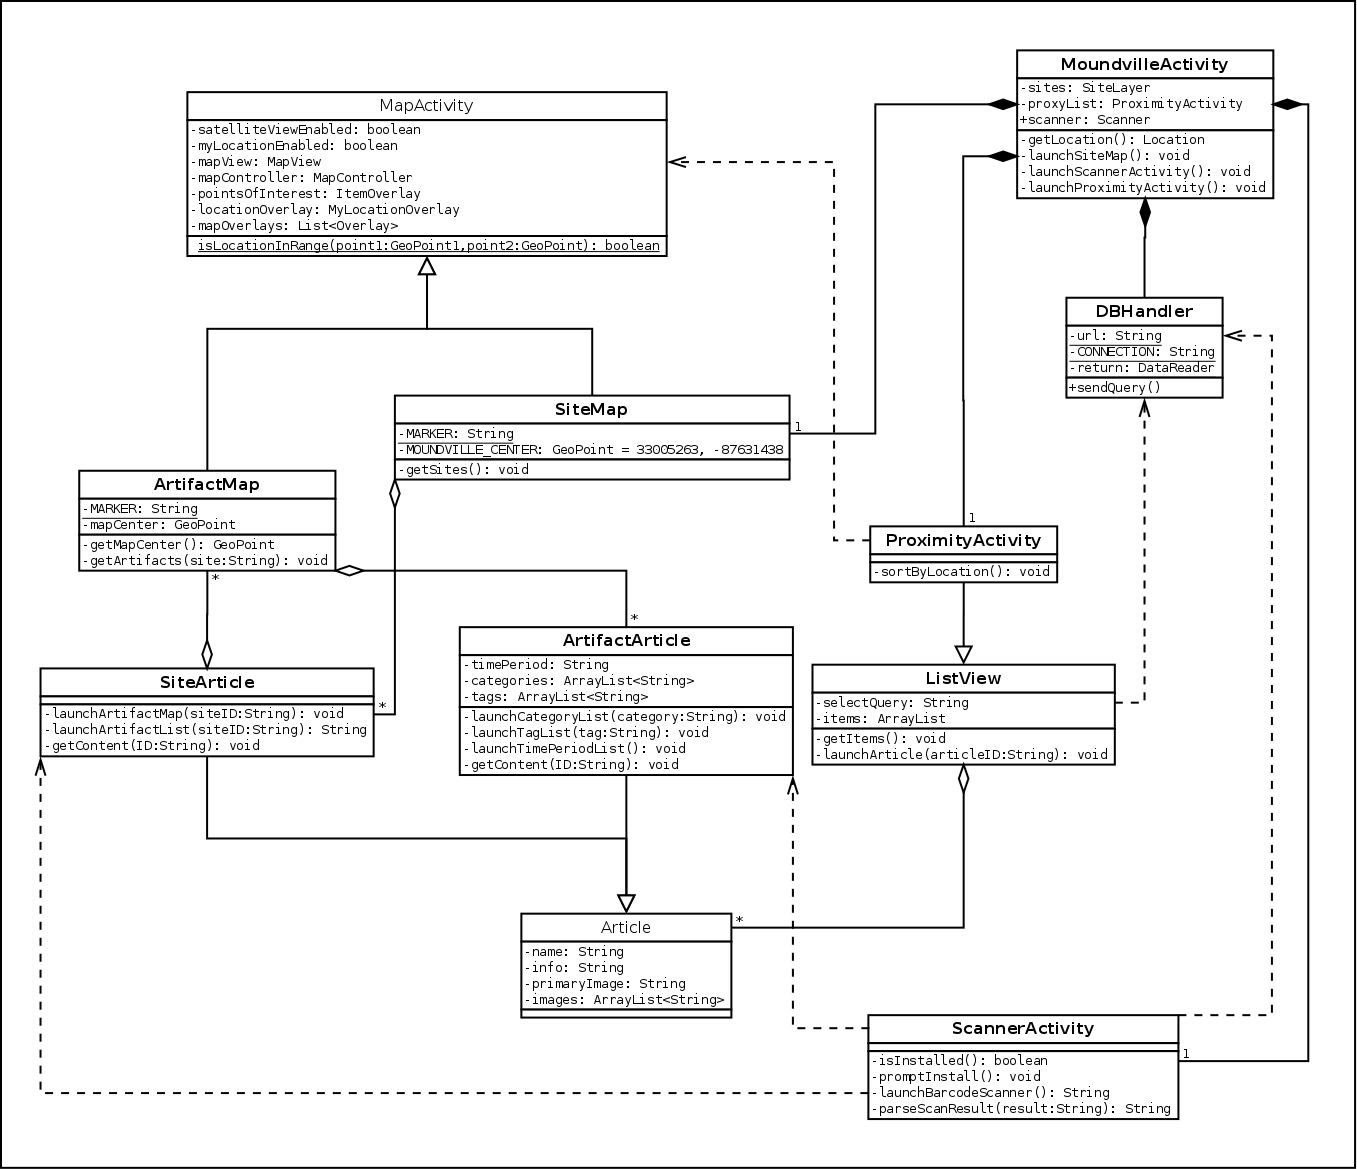 MoundvilleActivity
-sites: SiteLayer
-proxyList: ProximityActivity
+scanner: Scanner
-getLocation(): Location
-launchSiteMap(): void
-launchScannerActivity(): void
-launchProximityActivity(): void
MapActivity
-satelliteViewEnabled: boolean
-myLocationEnabled: boolean
-mapView: MapView
-mapController: MapController
-pointsOfInterest: ItemOverlay
-locationOverlay: MyLocationOverlay
-mapOverlays: List<Overlay>
isLocationInRange(point1:GeoPoint1,point2:GeoPoint): boolean
DBHandler
-url: String
-CONNECTION: String
-return: DataReader
+sendQuery()
SiteMap
-MARKER: String
-MOUNDVILLE_CENTER: GeoPoint = 33005263, -87631438
-getSites(): void
1
ArtifactMap
-MARKER: String
-mapCenter: GeoPoint
-getMapCenter(): GeoPoint
-getArtifacts(site:String): void
*
1
ProximityActivity
-sortByLocation(): void
*
ArtifactArticle
-timePeriod: String
-categories: ArrayList<String>
-tags: ArrayList<String>
-launchCategoryList(category:String): void
-launchTagList(tag:String): void
-launchTimePeriodList(): void
-getContent(ID:String): void
SiteArticle
-launchArtifactMap(siteID:String): void
-launchArtifactList(siteID:String): String
-getContent(ID:String): void
*
ListView
-selectQuery: String
-items: ArrayList
-getItems(): void
-launchArticle(articleID:String): void
Article
-name: String
-info: String
-primaryImage: String
-images: ArrayList<String>
*
ScannerActivity
-isInstalled(): boolean
-promptInstall(): void
-launchBarcodeScanner(): String
-parseScanResult(result:String): String
1